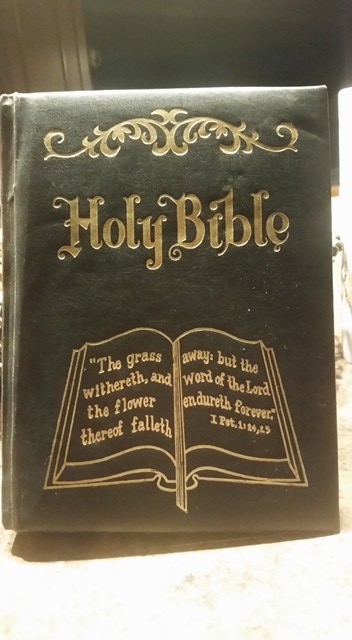 Holy Bible
"The grass
withereth, and
the flower
thereof falleth
away: but the
word of the Lord
endureth forever."
I Pet. 1:24,25